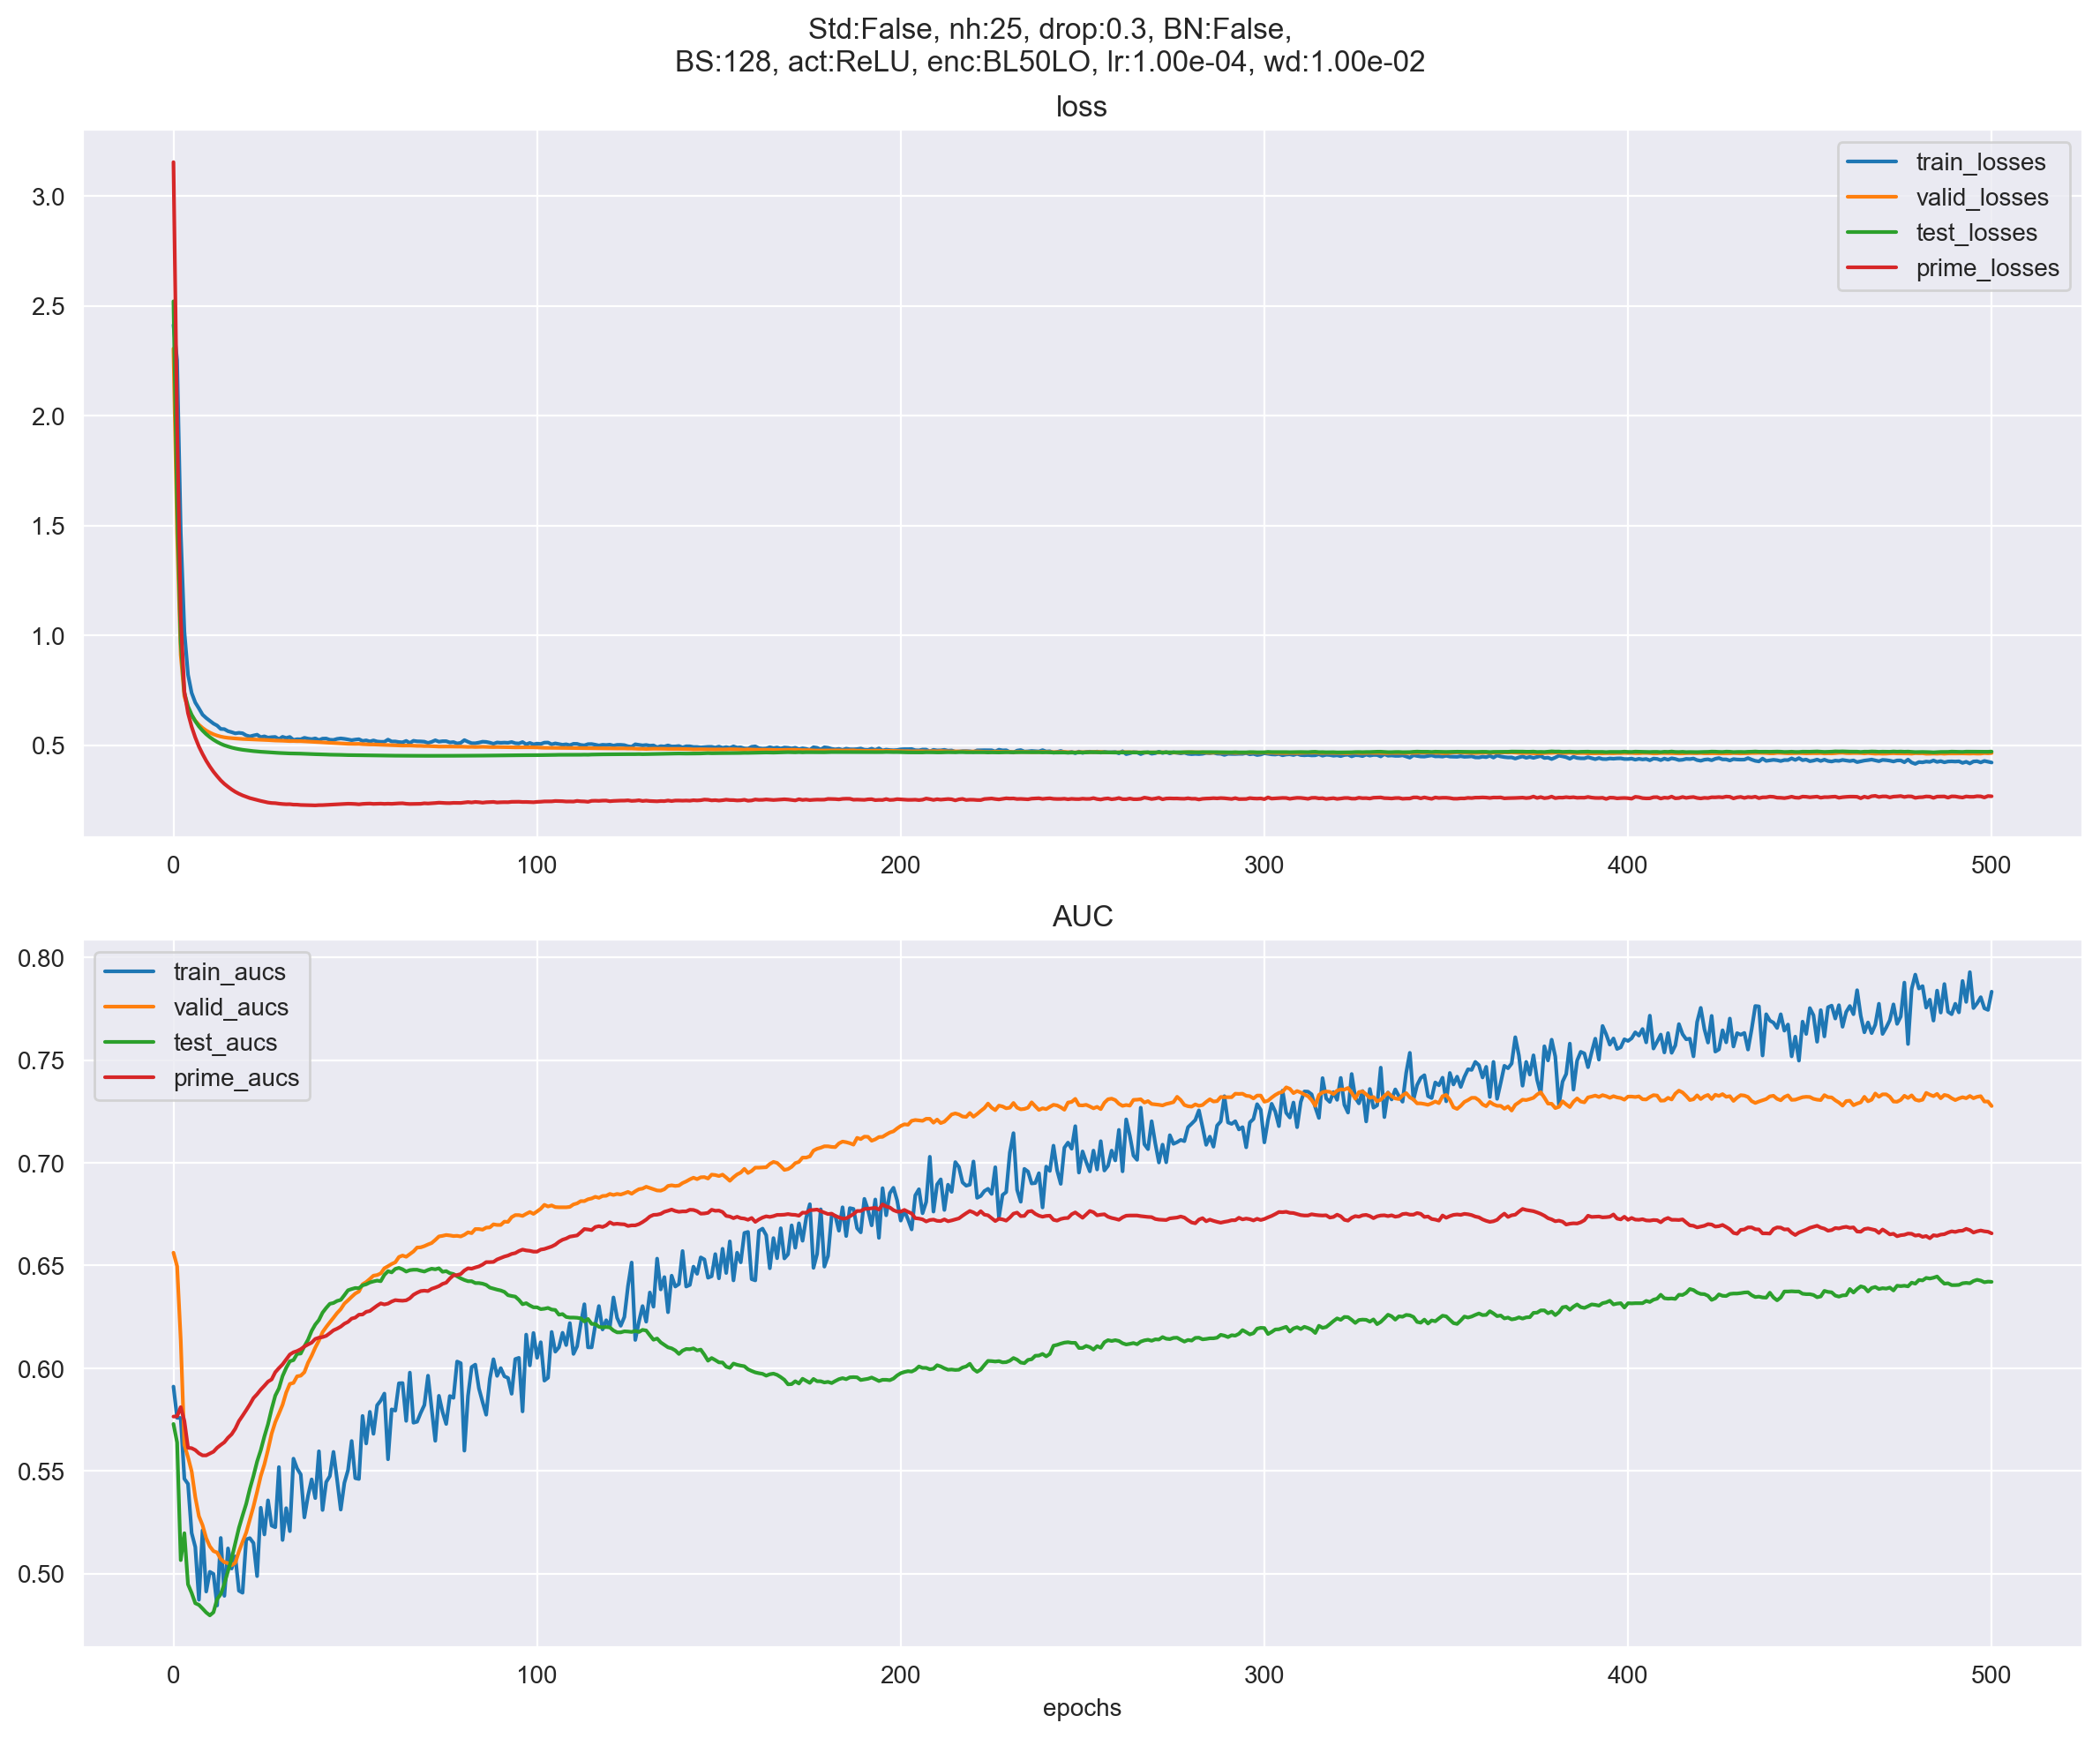 Std:False, nh:25, drop:0.3, BN:False,
BS:128, act:ReLU, enc:BL50LO, lr:1.00e-04, wd:1.00e-02
loss
train_losses
valid_losses
test_losses
prime_losses
3.0
2.5
2.0
1.5
1.0
0.5
0 100 200 300 400 500
AUC
train_aucs
valid_aucs
test_aucs
prime_aucs
0.80
0.75
0.70
0.65
0.60
0.55
0.50
0 100 200 300 400 500
epochs